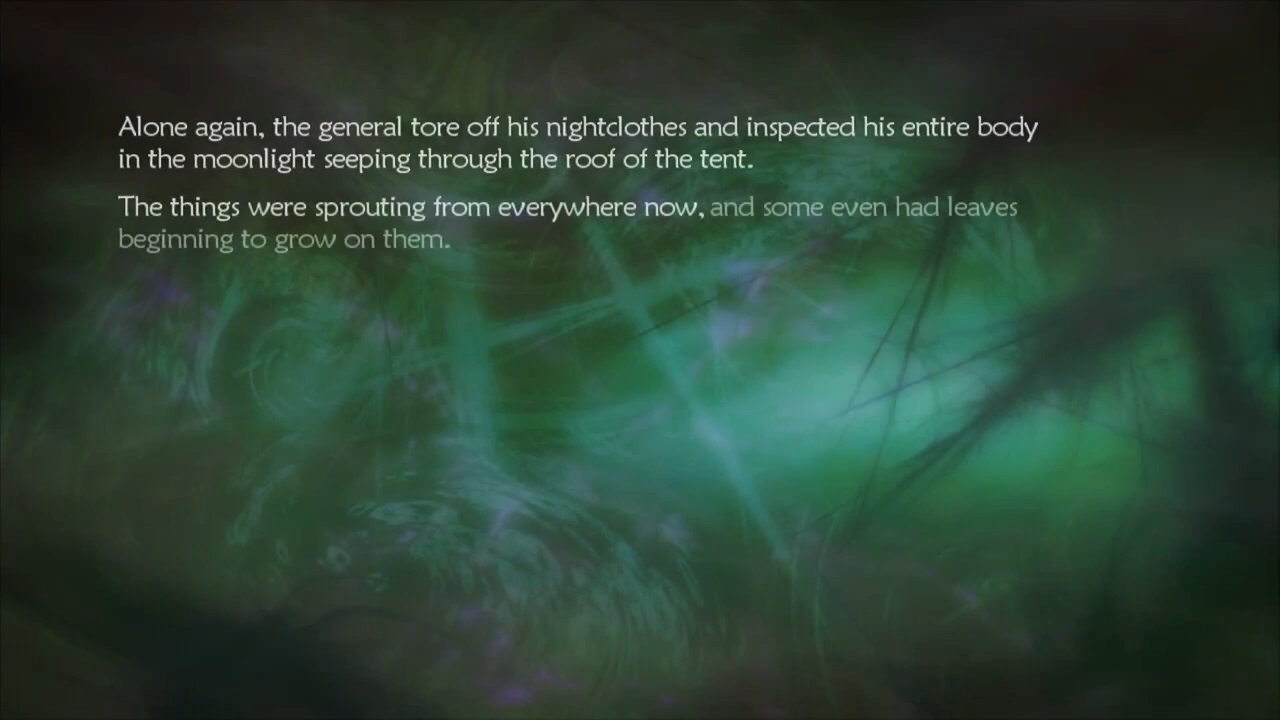 Alone again, the general tore off his nightclothes and inspected his entire body
in the moonlight seeping through the roof of the tent.
The things were sprouting from everywhere now, and some even had leaves
beginning to grow on them.